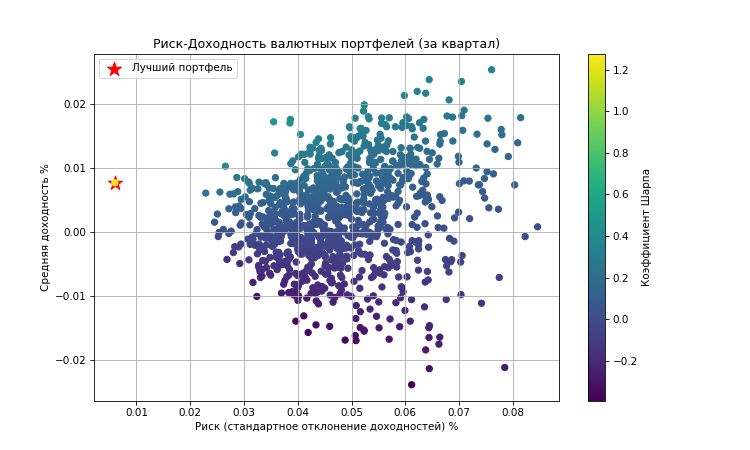 Риск-Доходность валютных портфелей (за квартал)
Лучший портфель
Средняя доходность %
0.02
0.01
0.00
−0.01
−0.02
0.01 0.02 0.03 0.04 0.05 0.06 0.07 0.08
Риск (стандартное отклонение доходностей) %
1.2
1.0
0.8
0.6
0.4
0.2
0.0
−0.2
Коэффициент Шарпа